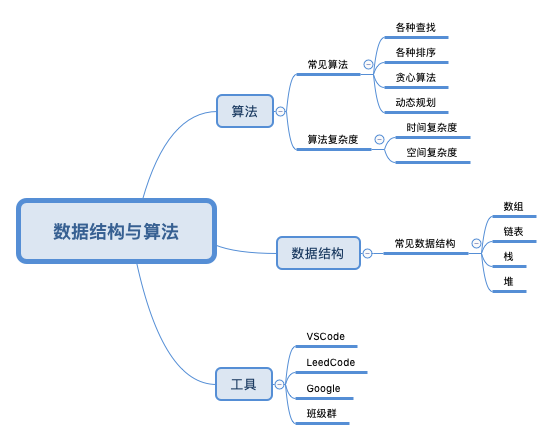 数据结构与算法
算法
常见算法
各种查找
各种排序
贪心算法
动态规划
算法复杂度
时间复杂度
空间复杂度
数据结构
常见数据结构
数组
链表
栈
堆
工具
VSCode
LeedCode
Google
班级群